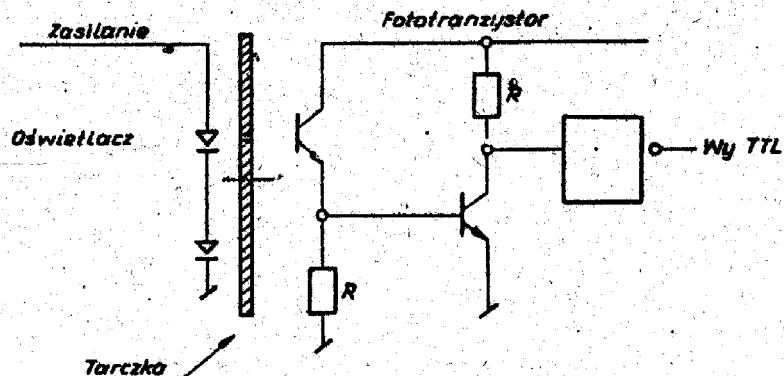 Zasilanie
Fototranzystor
R
Oświetlacz
Wy TTL
R
Tarczka